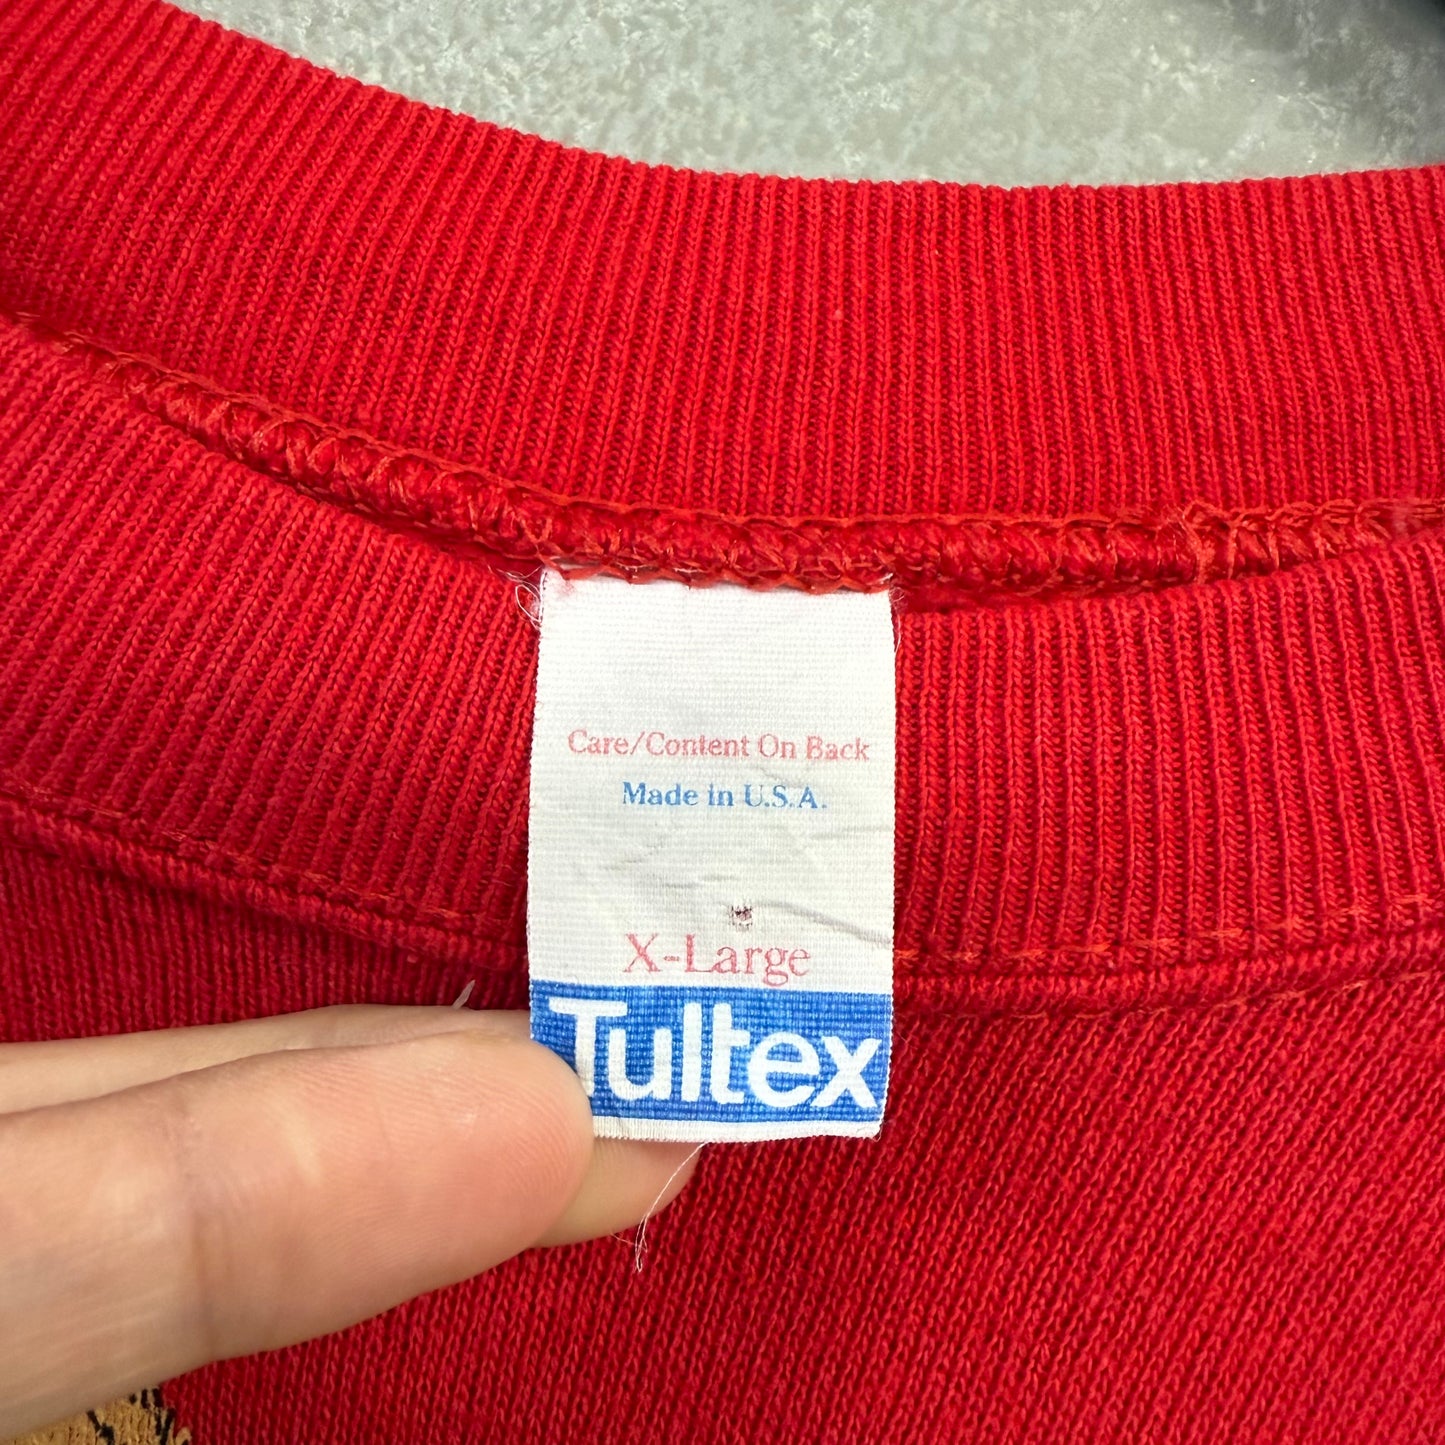 Care/Content On Back
Made in U.S.A.
X-Large
Tultex